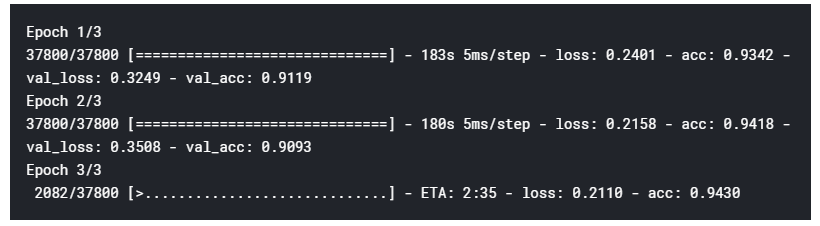 Epoch 1/3
37800/37800 [==============================] - 183s 5ms/step - loss: 0.2401 - acc: 0.9342 -
val_loss: 0.3249 - val_acc: 0.9119
Epoch 2/3
37800/37800 [==============================] - 180s 5ms/step - loss: 0.2158 - acc: 0.9418 -
val_loss: 0.3508 - val_acc: 0.9093
Epoch 3/3
 2082/37800 [>.............................] - ETA: 2:35 - loss: 0.2110 - acc: 0.9430